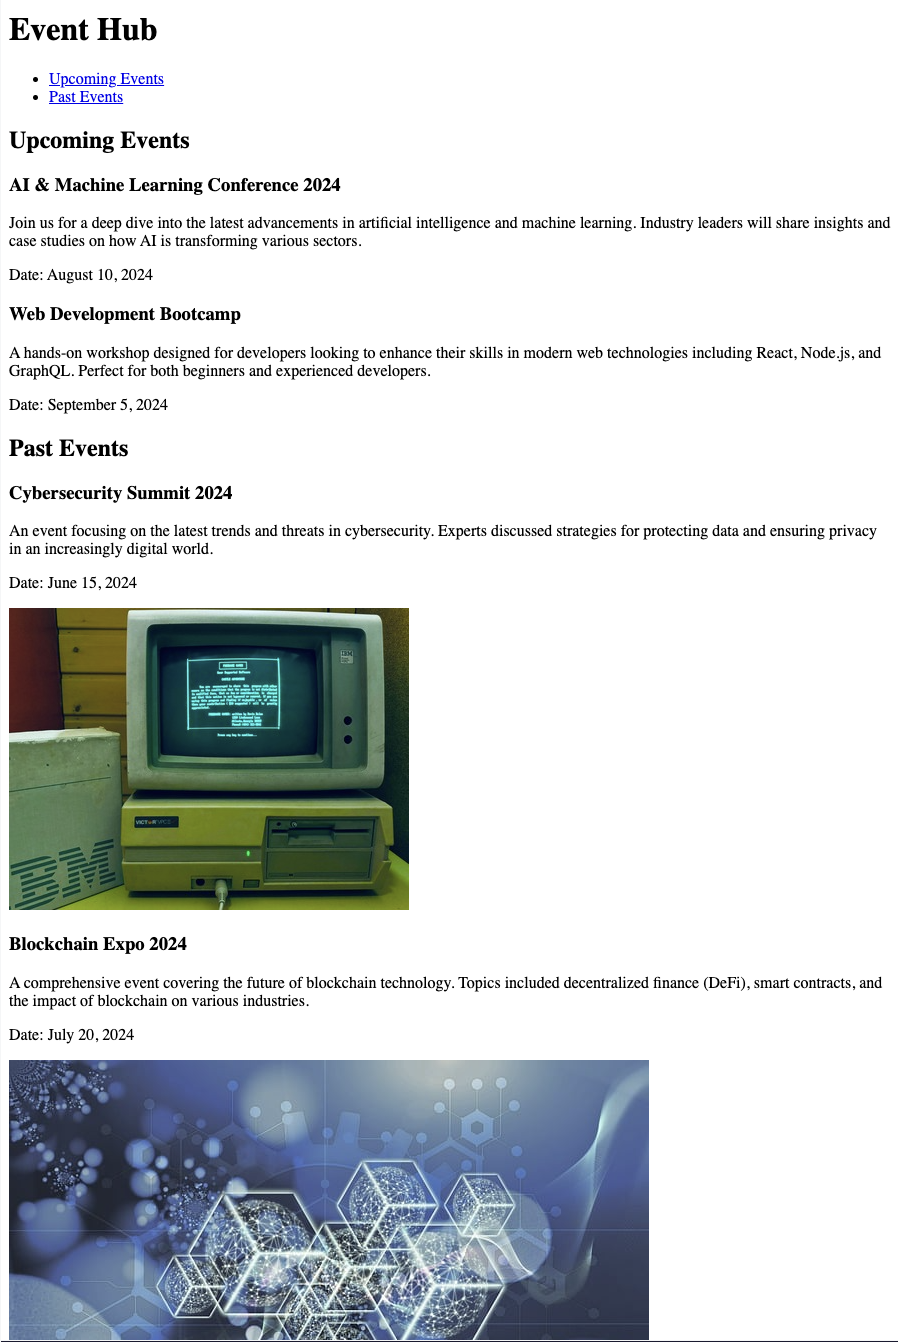 Event Hub
Upcoming Events
Past Events
Upcoming Events
AI & Machine Learning Conference 2024
Join us for a deep dive into the latest advancements in artificial intelligence and machine learning. Industry leaders will share insights and
case studies on how AI is transforming various sectors.
Date: August 10, 2024
Web Development Bootcamp
A hands-on workshop designed for developers looking to enhance their skills in modern web technologies including React, Node.js, and
GraphQL. Perfect for both beginners and experienced developers.
Date: September 5, 2024
Past Events
Cybersecurity Summit 2024
An event focusing on the latest trends and threats in cybersecurity. Experts discussed strategies for protecting data and ensuring privacy
in an increasingly digital world.
Date: June 15, 2024
IBM
VICTOR
IBM
Blockchain Expo 2024
A comprehensive event covering the future of blockchain technology. Topics included decentralized finance (DeFi), smart contracts, and
the impact of blockchain on various industries.
Date: July 20, 2024